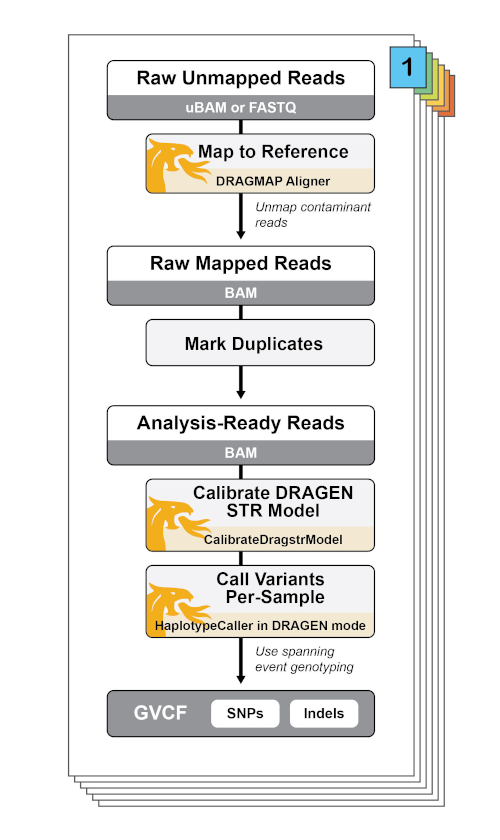 1
Raw Unmapped Reads
uBAM or FASTQ
Map to Reference
DRAGMAP Aligner
Unmap contaminant
reads
Raw Mapped Reads
BAM
Mark Duplicates
Analysis-Ready Reads
BAM
Calibrate DRAGEN
STR Model
CalibrateDragstrModel
Call Variants
Per-Sample
HaplotypeCaller in DRAGEN mode
Use spanning
event genotyping
GVCF SNPs Indels